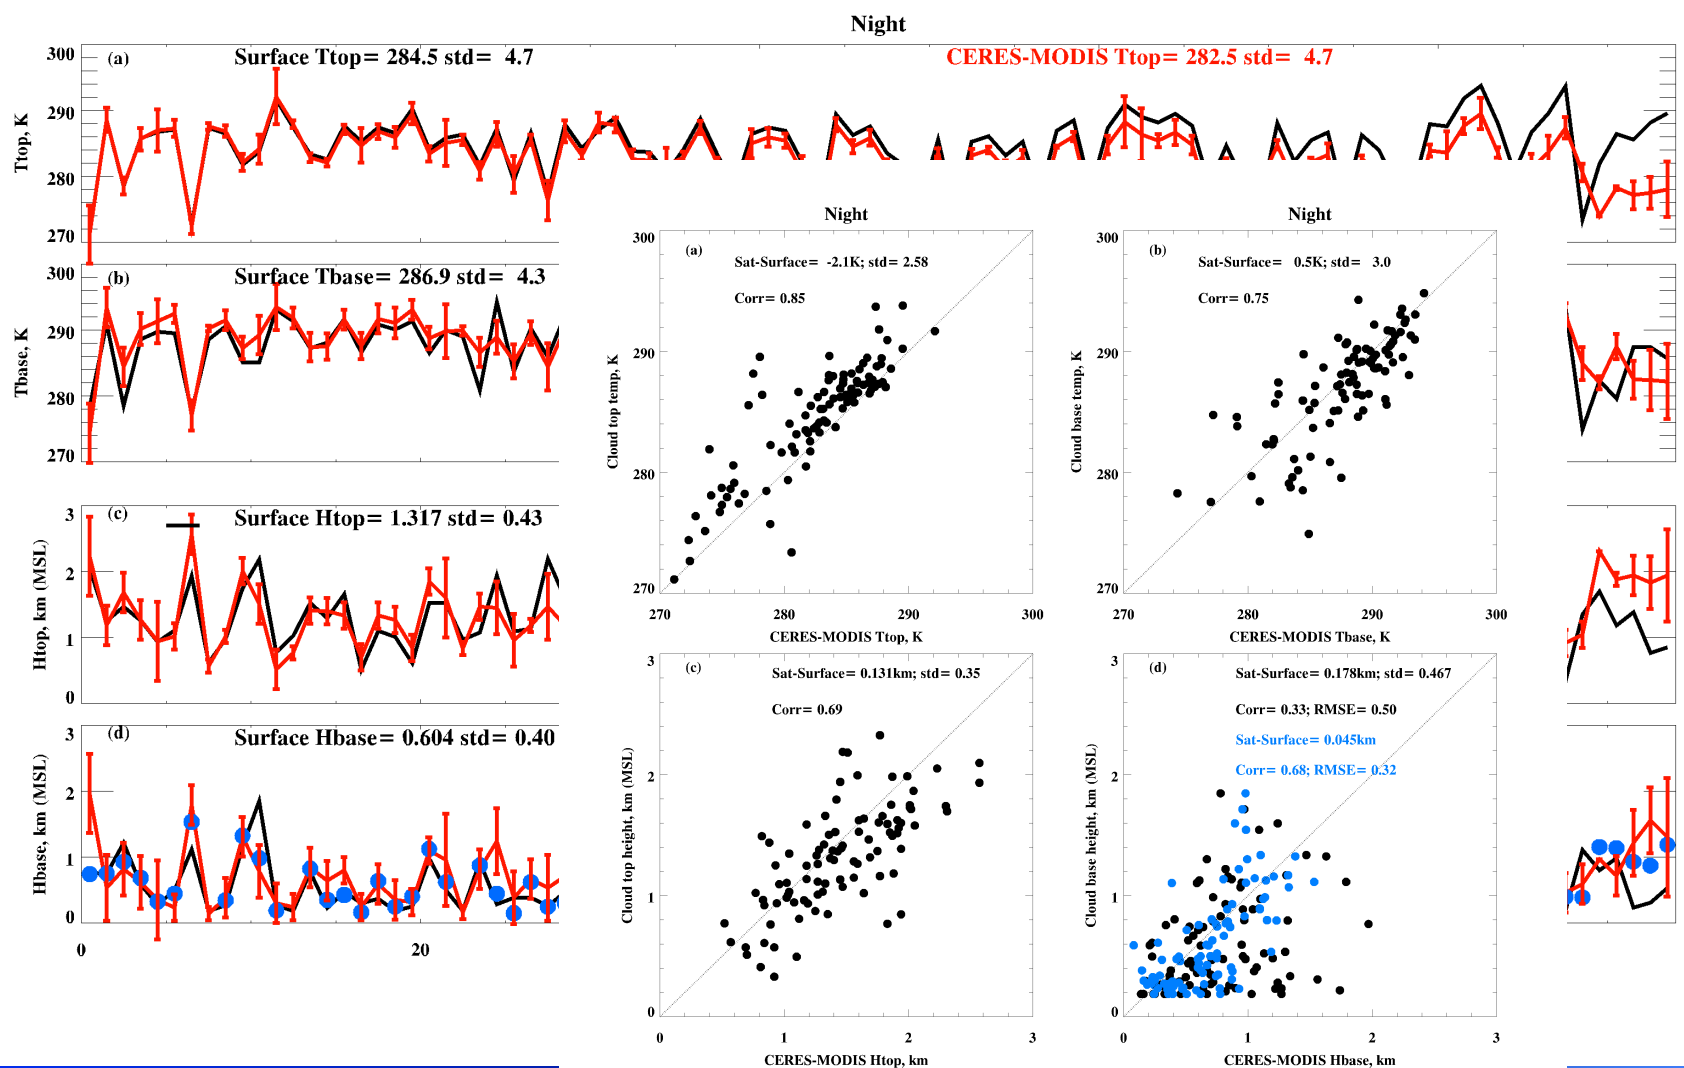 Night
(a) Surface Ttop= 284.5 std= 4.7 CERES-MODIS Ttop= 282.5 std= 4.7
300
290
280
270
Ttop, K
(b) Surface Tbase= 286.9 std= 4.3
300
290
280
270
Tbase, K
(c) Surface Htop= 1.317 std= 0.43
3
2
1
0
Htop, km (MSL)
(d) Surface Hbase= 0.604 std= 0.40
3
2
1
0
Hbase, km (MSL)
0 20
Night
(a)
Sat-Surface= -2.1K; std= 2.58
Corr= 0.85
300
290
280
270
Cloud top temp, K
270 280 290 300
CERES-MODIS Ttop, K
Night
(b)
Sat-Surface= 0.5K; std= 3.0
Corr= 0.75
300
290
280
270
Cloud base temp, K
270 280 290 300
CERES-MODIS Tbase, K
(c)
Sat-Surface= 0.131km; std= 0.35
Corr= 0.69
3
2
1
0
Cloud top height, km (MSL)
0 1 2 3
CERES-MODIS Htop, km
(d)
Sat-Surface= 0.178km; std= 0.467
Corr= 0.33; RMSE= 0.50
Sat-Surface= 0.045km
Corr= 0.68; RMSE= 0.32
3
2
1
0
Cloud base height, km (MSL)
0 1 2 3
CERES-MODIS Hbase, km